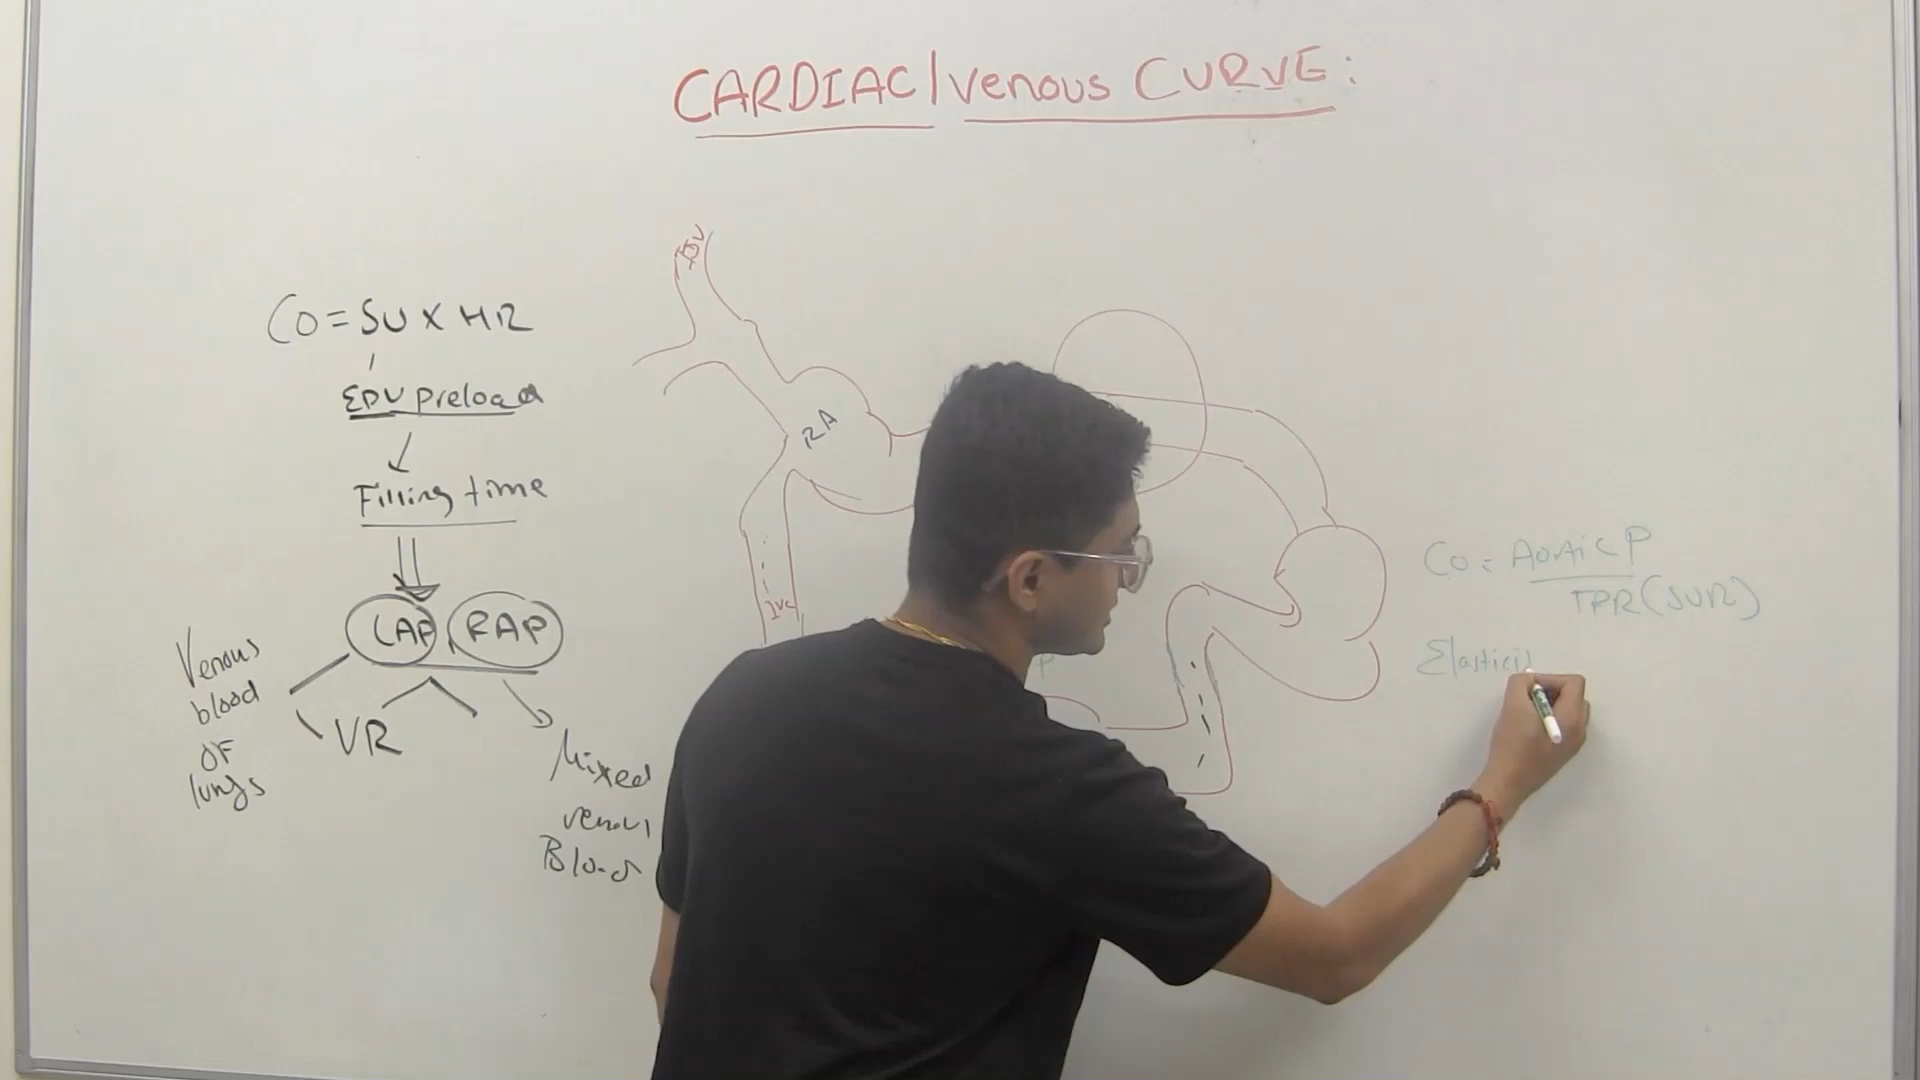 CARDIAC/venous CURVE:
CO = SV X HR
EDV preload
Filling time
LAP, RAP
Venous
blood
OF
lungs
VR
Mixed
venous
Blood
RA
IVC
P
CO = Aortic P
TPR (SVR)
Elastici